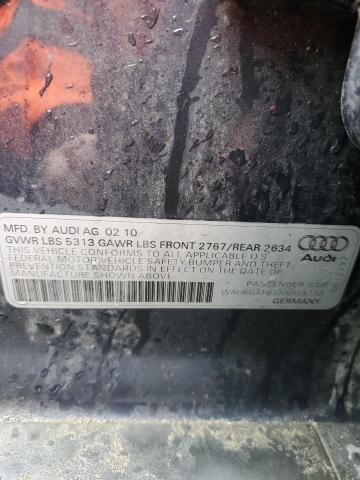 MFD. BY AUDI AG 02 10
GVWR LBS 5313 GAWR LBS FRONT 2767/REAR 2634
THIS VEHICLE CONFORMS TO ALL APPLICABLE U.S.
FEDERAL MOTOR VEHICLE SAFETY, BUMPER AND THEFT
PREVENTION STANDARDS IN EFFECT ON THE DATE OF
MANUFACTURE SHOWN ABOVE.
Audi
PASSENGER CAR
GERMANY